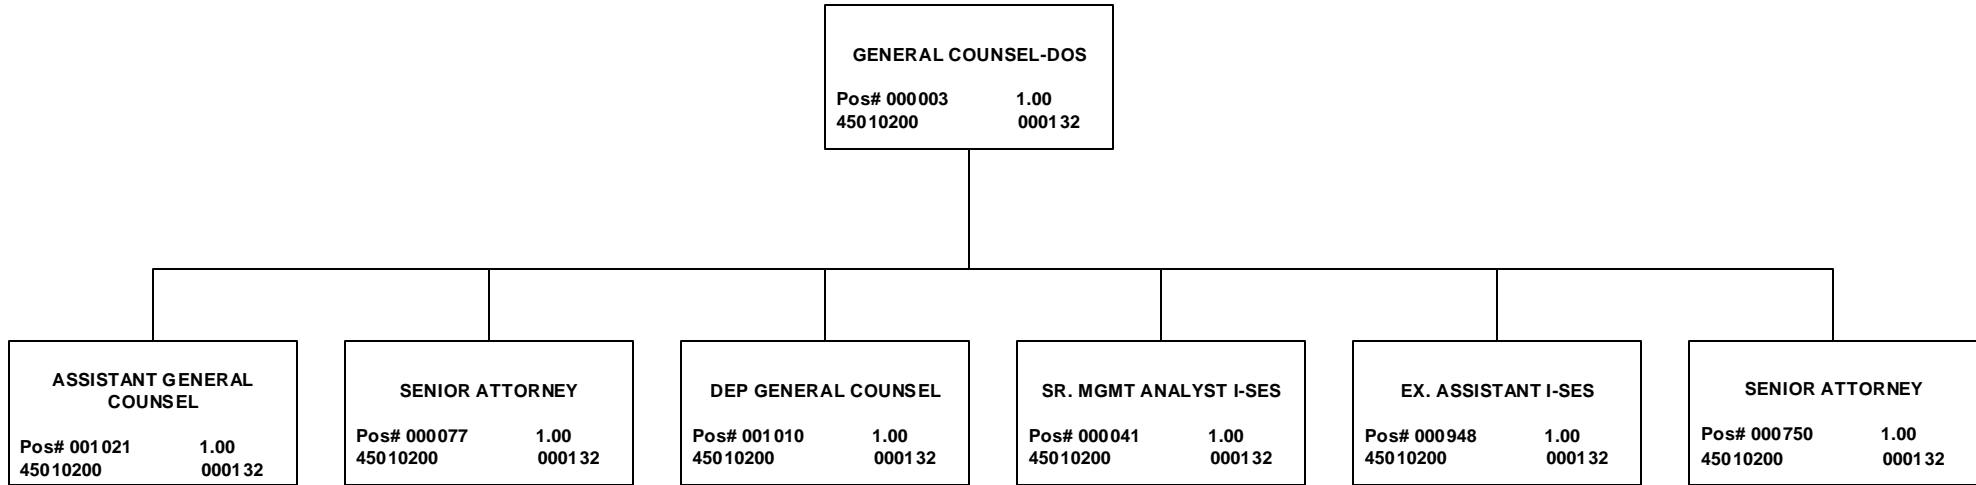 GENERAL COUNSEL-DOS
Pos# 000003 1.00
45010200 000132
ASSISTANT GENERAL
COUNSEL
Pos# 001021 1.00
45010200 000132
SENIOR ATTORNEY
Pos# 000077 1.00
45010200 000132
DEP GENERAL COUNSEL
Pos# 001010 1.00
45010200 000132
SR. MGMT ANALYST I-SES
Pos# 000041 1.00
45010200 000132
EX. ASSISTANT I-SES
Pos# 000948 1.00
45010200 000132
SENIOR ATTORNEY
Pos# 000750 1.00
45010200 000132